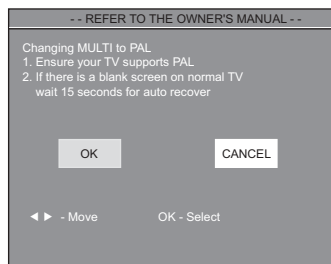 - - REFER TO THE OWNER'S MANUAL - -
Changing MULTI to PAL
1. Ensure your TV supports PAL
2. If there is a blank screen on normal TV
wait 15 seconds for auto recover
OK CANCEL
◄ ► - Move OK - Select